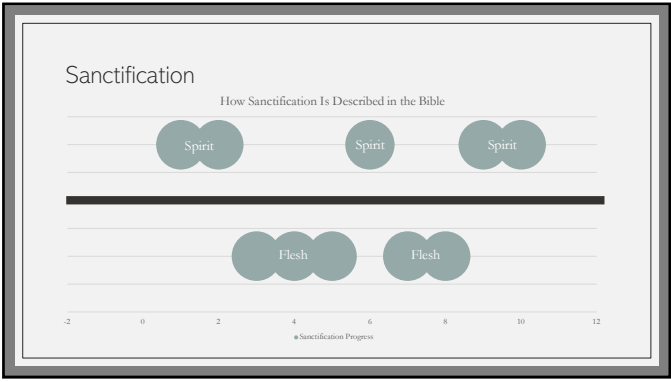 Sanctification
How Sanctification Is Described in the Bible
Spirit Spirit Spirit
Flesh Flesh
-2 0 2 4 6 8 10 12
Sanctification Progress